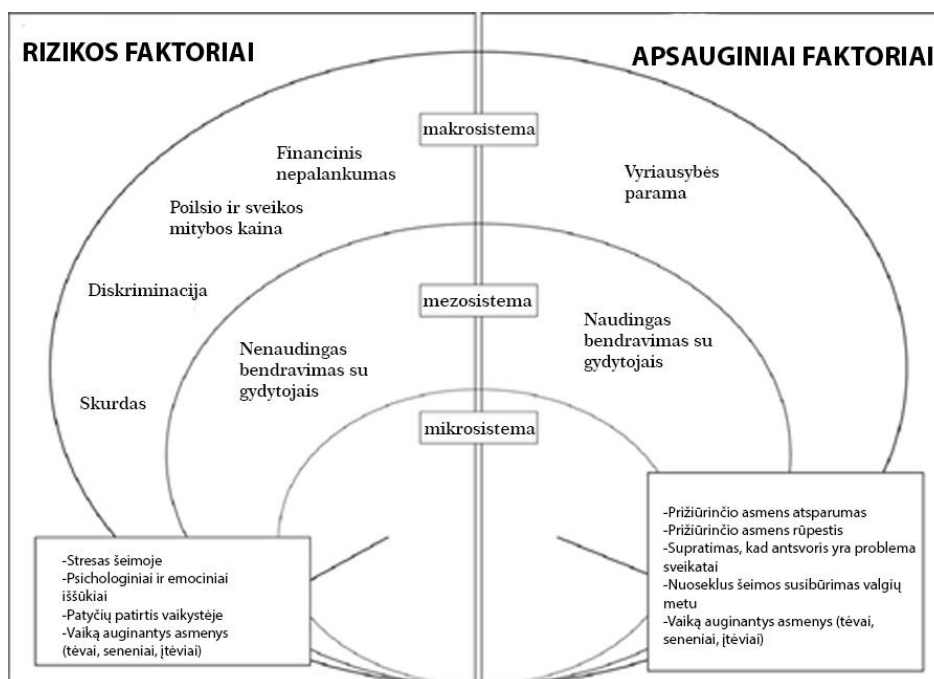 RIZIKOS FAKTORIAI
APSAUGINIAI FAKTORIAI
makrosistema
Financinis
nepalankumas
Vyriausybės
parama
Poilsio ir sveikos
mitybos kaina
Diskriminacija
mezosistema
Nenaudingas
bendravimas su
gydytojais
Naudingas
bendravimas su
gydytojais
Skurdas
mikrosistema
-Stresas šeimoje
-Psichologiniai ir emociniai
iššūkiai
-Patyčių patirtis vaikystėje
-Vaiką auginantys asmenys
(tėvai, seneniai, įtėviai)
-Prižiūrinčio asmens atsparumas
-Prižiūrinčio asmens rūpestis
-Supratimas, kad antsvoris yra problema
sveikatai
-Nuoseklus šeimos susibūrimas valgių
metu
-Vaiką auginantys asmenys (tėvai,
seneniai, įtėviai)